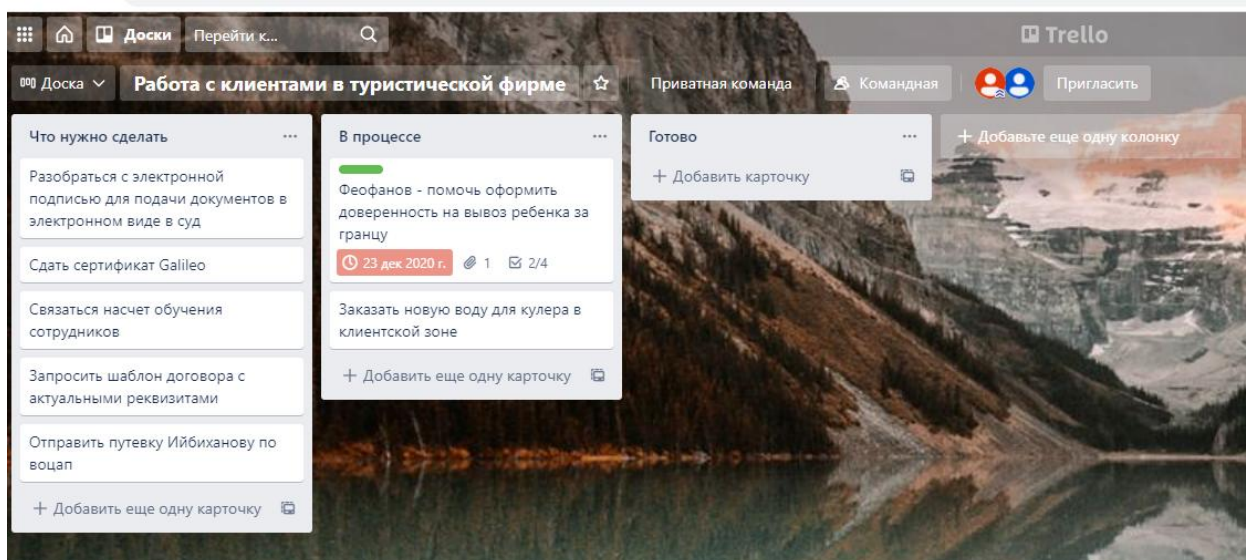 Доски
Перейти к...
Trello
Доска
Работа с клиентами в туристической фирме
Приватная команда
Командная
Пригласить
Что нужно сделать
Разобраться с электронной
подписью для подачи документов в
электронном виде в суд
Сдать сертификат Galileo
Связаться насчет обучения
сотрудников
Запросить шаблон договора с
актуальными реквизитами
Отправить путевку Ийбиханову по
воцап
+ Добавить еще одну карточку
В процессе
Феофанов - помочь оформить
доверенность на вывоз ребенка за
гранцу
23 дек 2020 г. 1 2/4
Заказать новую воду для кулера в
клиентской зоне
+ Добавить еще одну карточку
Готово
+ Добавить карточку
+ Добавьте еще одну колонку